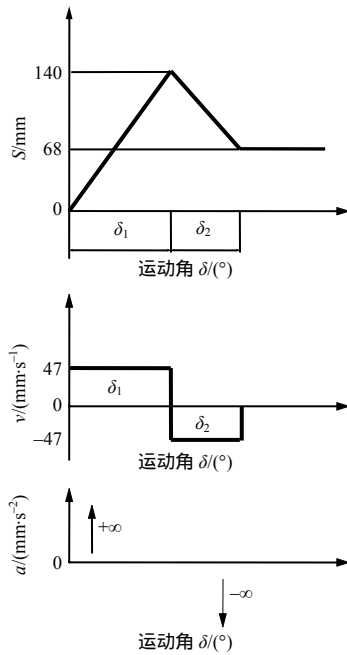 140
S/mm
68
0
δ₁ δ₂
运动角 δ/(°)
47
v/(mm·s⁻¹)
δ₁
0
δ₂
−47
运动角 δ/(°)
a/(mm·s⁻²)
+∞
0
−∞
运动角 δ/(°)